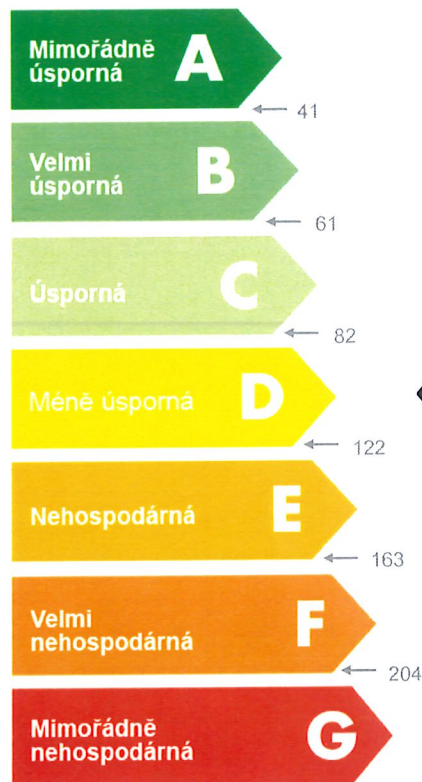 Mimořádně
úsporná
A
41
Velmi
úsporná
B
61
Úsporná
C
82
Méně úsporná
D
122
Nehospodárná
E
163
Velmi
nehospodárná
F
204
Mimořádně
nehospodárná
G